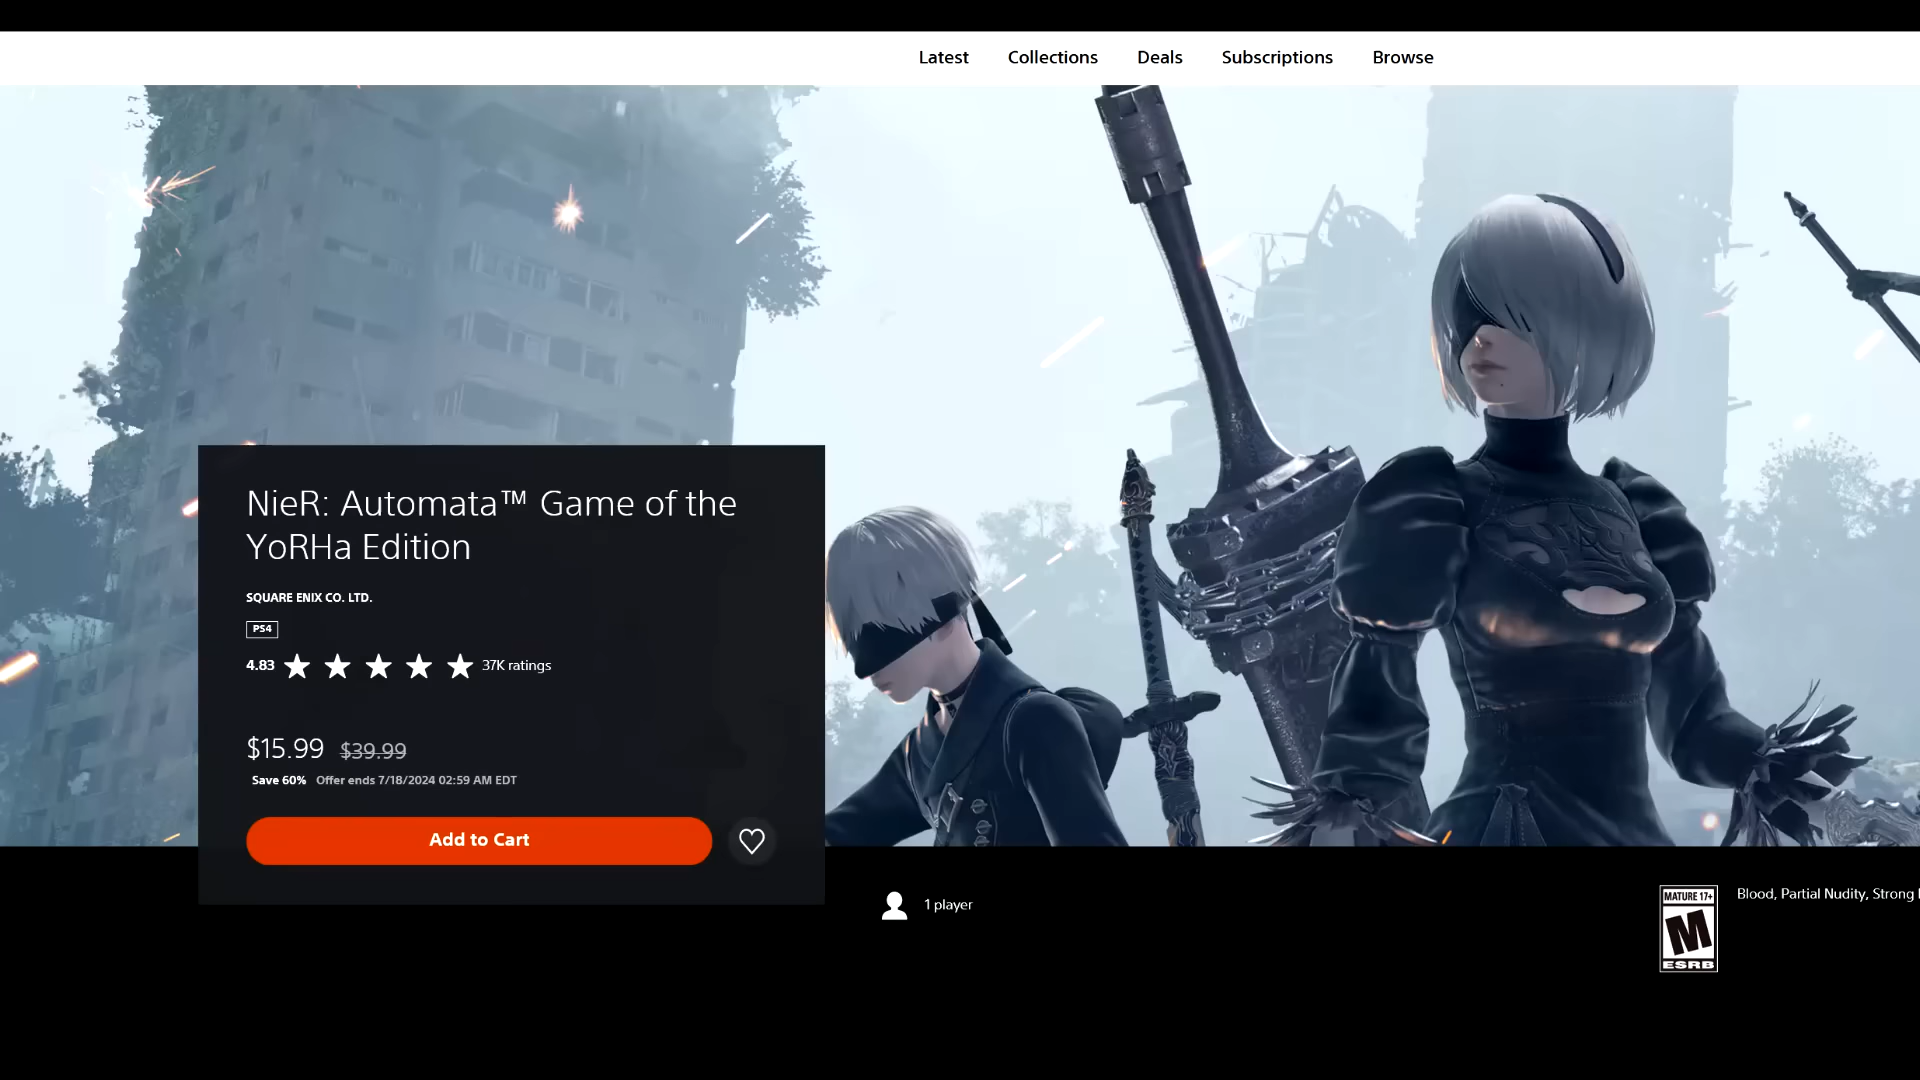 Latest Collections Deals Subscriptions Browse
NieR: Automata™ Game of the
YoRHa Edition
SQUARE ENIX CO. LTD.
PS4
4.83 37K ratings
$15.99 $39.99
Save 60% Offer ends 7/18/2024 02:59 AM EDT
Add to Cart
1 player
MATURE 17+
M
ESRB
Blood, Partial Nudity, Strong